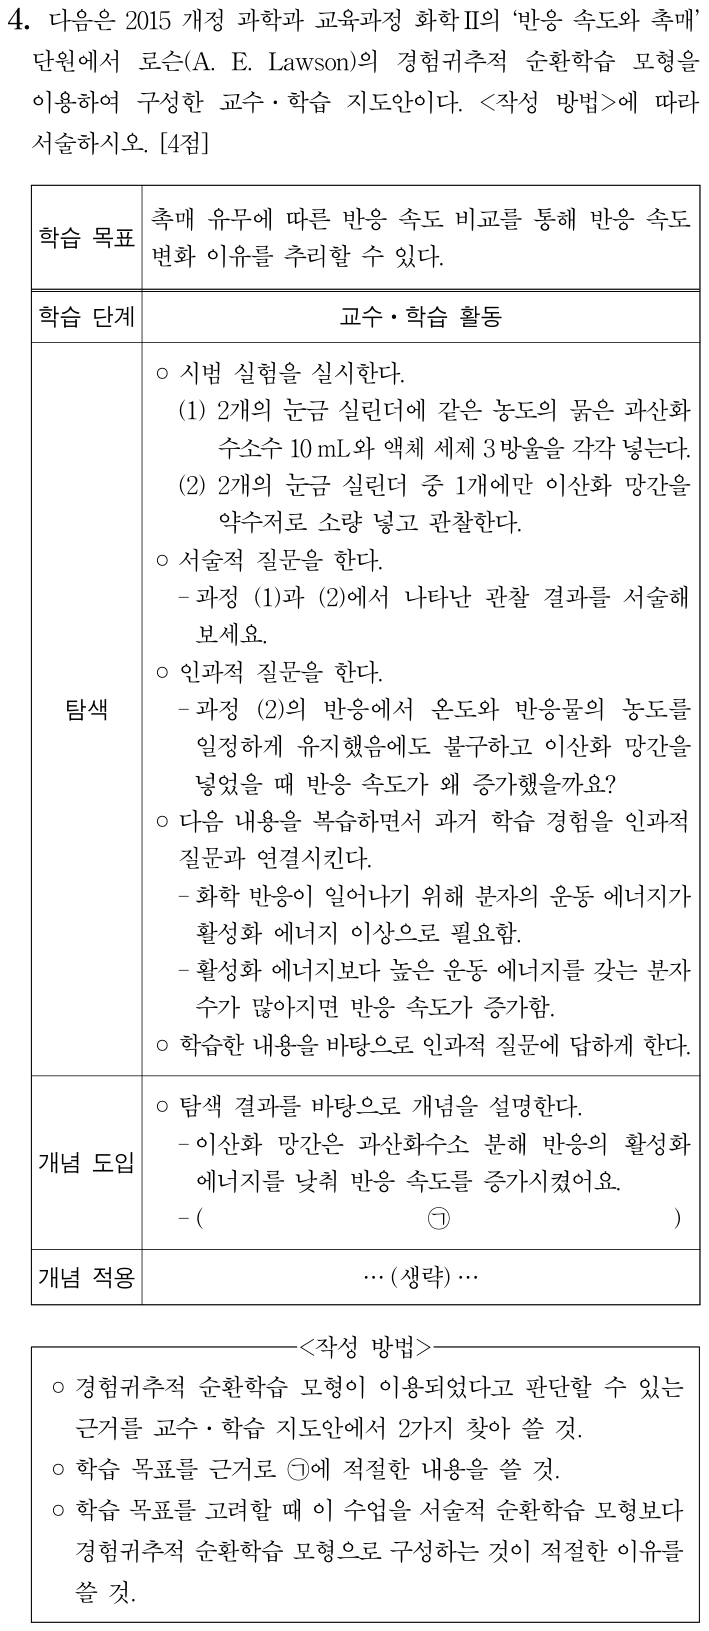 4. 다음은 2015 개정 과학과 교육과정 화학Ⅱ의 ‘반응 속도와 촉매’
단원에서 로슨(A. E. Lawson)의 경험귀추적 순환학습 모형을
이용하여 구성한 교수・학습 지도안이다. <작성 방법>에 따라
서술하시오. [4점]
학습 목표
촉매 유무에 따른 반응 속도 비교를 통해 반응 속도
변화 이유를 추리할 수 있다.
학습 단계
교수・학습 활동
탐색
○ 시범 실험을 실시한다.
(1) 2개의 눈금 실린더에 같은 농도의 묽은 과산화
수소수 10 mL와 액체 세제 3방울을 각각 넣는다.
(2) 2개의 눈금 실린더 중 1개에만 이산화 망간을
약수저로 소량 넣고 관찰한다.
○ 서술적 질문을 한다.
- 과정 (1)과 (2)에서 나타난 관찰 결과를 서술해
보세요.
○ 인과적 질문을 한다.
- 과정 (2)의 반응에서 온도와 반응물의 농도를
일정하게 유지했음에도 불구하고 이산화 망간을
넣었을 때 반응 속도가 왜 증가했을까요?
○ 다음 내용을 복습하면서 과거 학습 경험을 인과적
질문과 연결시킨다.
- 화학 반응이 일어나기 위해 분자의 운동 에너지가
활성화 에너지 이상으로 필요함.
- 활성화 에너지보다 높은 운동 에너지를 갖는 분자
수가 많아지면 반응 속도가 증가함.
○ 학습한 내용을 바탕으로 인과적 질문에 답하게 한다.
개념 도입
○ 탐색 결과를 바탕으로 개념을 설명한다.
- 이산화 망간은 과산화수소 분해 반응의 활성화
에너지를 낮춰 반응 속도를 증가시켰어요.
- ( ㉠ )
개념 적용
… (생략) …
<작성 방법>
○ 경험귀추적 순환학습 모형이 이용되었다고 판단할 수 있는
근거를 교수・학습 지도안에서 2가지 찾아 쓸 것.
○ 학습 목표를 근거로 ㉠에 적절한 내용을 쓸 것.
○ 학습 목표를 고려할 때 이 수업을 서술적 순환학습 모형보다
경험귀추적 순환학습 모형으로 구성하는 것이 적절한 이유를
쓸 것.